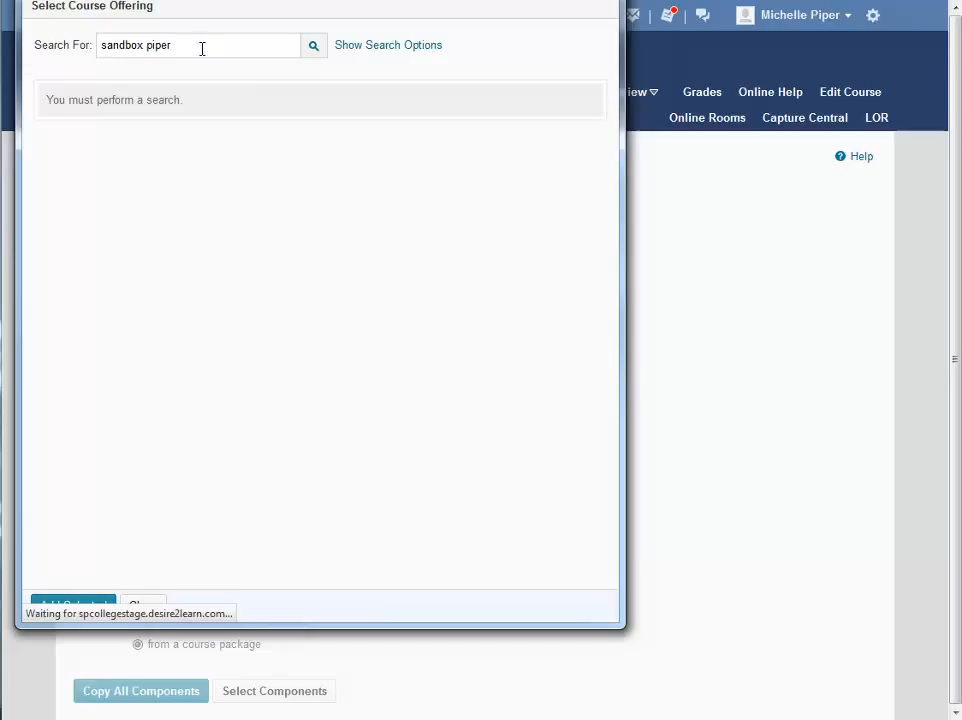 Select Course Offering
Search For: sandbox piper Show Search Options
You must perform a search.
Waiting for spcollegestage.desire2learn.com...
Michelle Piper
Grades Online Help Edit Course
Online Rooms Capture Central LOR
Help
from a course package
Copy All Components Select Components